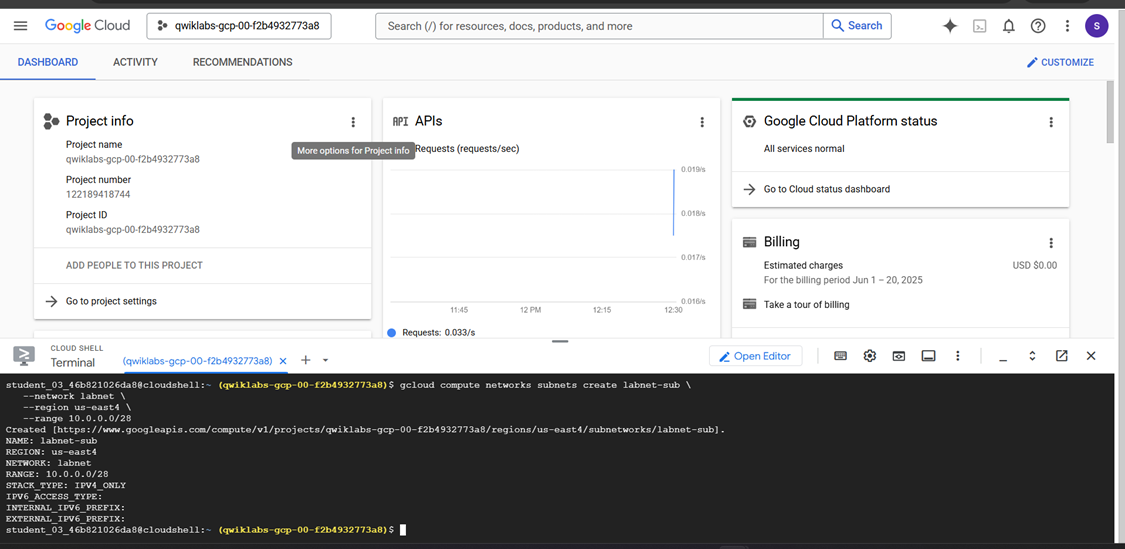 Google Cloud
qwiklabs-gcp-00-f2b4932773a8
Search (/) for resources, docs, products, and more
Search
S
DASHBOARD
ACTIVITY
RECOMMENDATIONS
CUSTOMIZE
Project info
Project name
qwiklabs-gcp-00-f2b4932773a8
Project number
122189418744
Project ID
qwiklabs-gcp-00-f2b4932773a8
ADD PEOPLE TO THIS PROJECT
Go to project settings
More options for Project info
API APIs
Requests (requests/sec)
0.019/s
0.018/s
0.017/s
0.016/s
11:45
12 PM
12:15
12:30
Requests: 0.033/s
Google Cloud Platform status
All services normal
Go to Cloud status dashboard
Billing
Estimated charges
USD $0.00
For the billing period Jun 1 – 20, 2025
Take a tour of billing
CLOUD SHELL
Terminal
(qwiklabs-gcp-00-f2b4932773a8)
Open Editor
student_03_46b821026da8@cloudshell:~ (qwiklabs-gcp-00-f2b4932773a8)$ gcloud compute networks subnets create labnet-sub \
--network labnet \
--region us-east4 \
--range 10.0.0.0/28
Created [https://www.googleapis.com/compute/v1/projects/qwiklabs-gcp-00-f2b4932773a8/regions/us-east4/subnetworks/labnet-sub].
NAME: labnet-sub
REGION: us-east4
NETWORK: labnet
RANGE: 10.0.0.0/28
STACK_TYPE: IPV4_ONLY
IPV6_ACCESS_TYPE:
INTERNAL_IPV6_PREFIX:
EXTERNAL_IPV6_PREFIX:
student_03_46b821026da8@cloudshell:~ (qwiklabs-gcp-00-f2b4932773a8)$